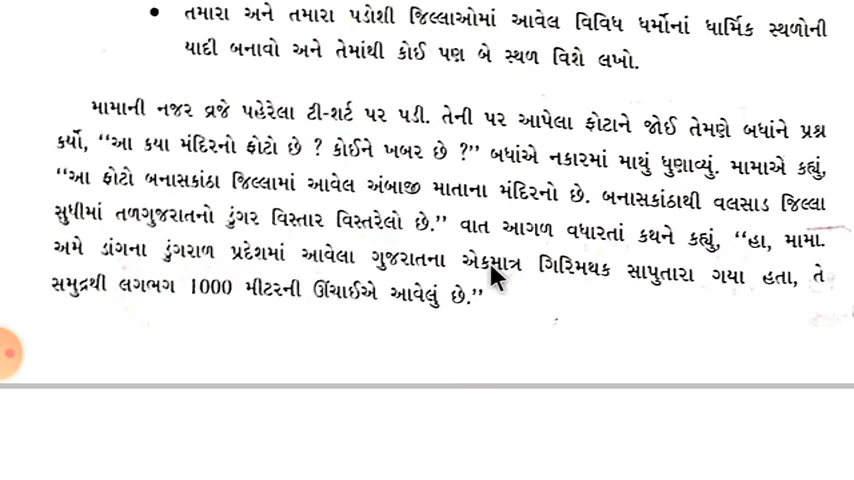 • તમારા અને તમારા પડોશી જિલ્લાઓમાં આવેલ વિવિધ ધર્મોનાં ધાર્મિક સ્થળોની
યાદી બનાવો અને તેમાંથી કોઈ પણ બે સ્થળ વિશે લખો.
મામાની નજર વ્રજે પહેરેલા ટી-શર્ટ પર પડી. તેની પર આપેલા ફોટાને જોઈ તેમણે બધાંને પ્રશ્ન
કર્યો, “આ કયા મંદિરનો ફોટો છે ? કોઈને ખબર છે ?” બધાંએ નકારમાં માથું ધુણાવ્યું. મામાએ કહ્યું,
“આ ફોટો બનાસકાંઠા જિલ્લામાં આવેલ અંબાજી માતાના મંદિરનો છે. બનાસકાંઠાથી વલસાડ જિલ્લા
સુધીમાં તળગુજરાતનો ડુંગર વિસ્તાર વિસ્તરેલો છે.” વાત આગળ વધારતાં કથને કહ્યું, “હા, મામા.
અમે ડાંગના ડુંગરાળ પ્રદેશમાં આવેલા ગુજરાતના એકમાત્ર ગિરિમથક સાપુતારા ગયા હતા, તે
સમુદ્રથી લગભગ 1000 મીટરની ઊંચાઈએ આવેલું છે.”